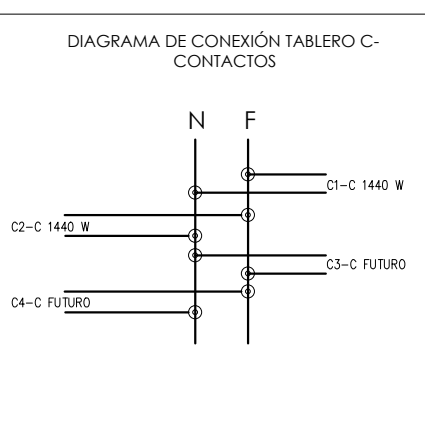 DIAGRAMA DE CONEXIÓN TABLERO C-
CONTACTOS
N F
C1-C 1440 W
C2-C 1440 W
C3-C FUTURO
C4-C FUTURO